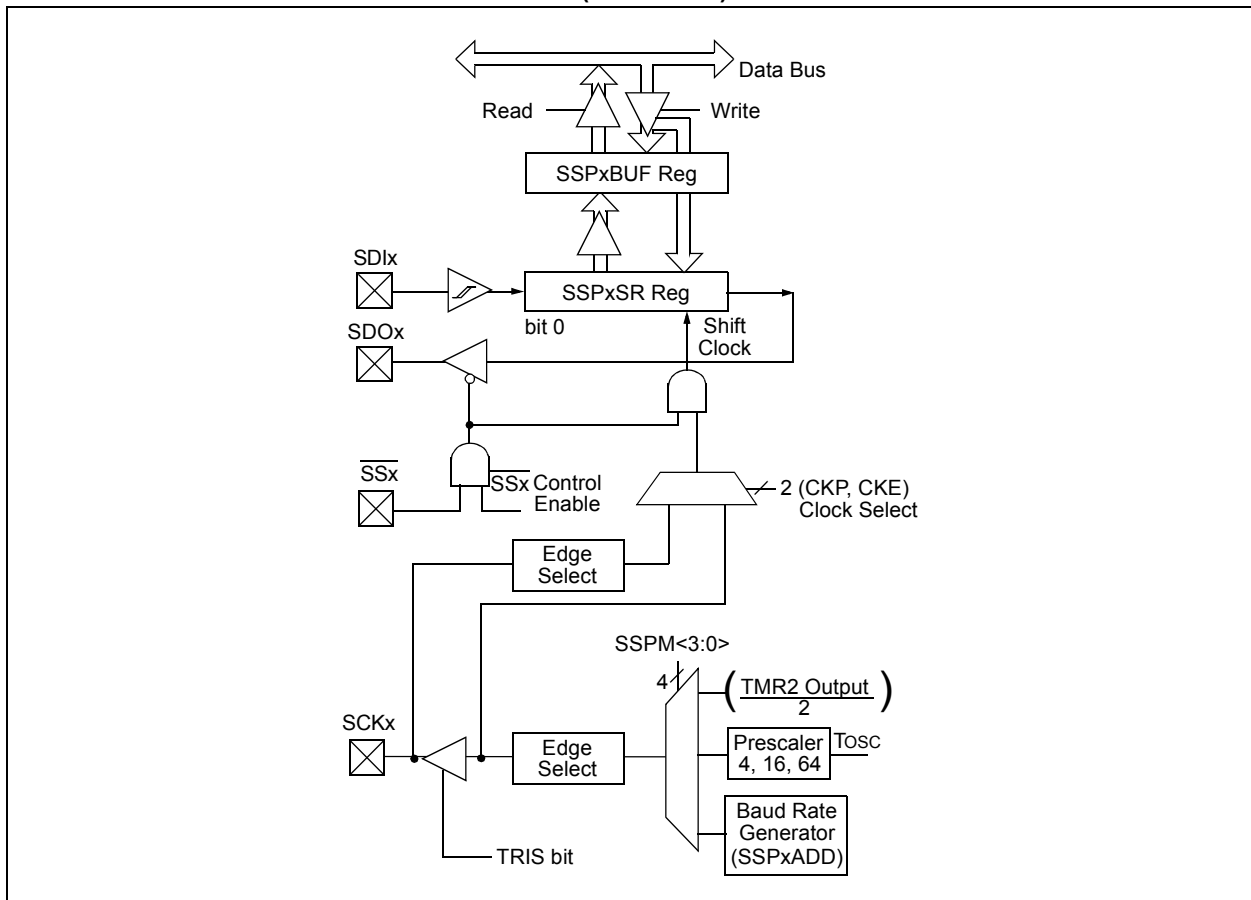 Data Bus
Read
Write
SSPxBUF Reg
SDIx
SSPxSR Reg
bit 0
Shift
Clock
SDOx
SSx
SSx Control
Enable
2 (CKP, CKE)
Clock Select
Edge
Select
SSPM<3:0>
4
(TMR2 Output)
2
SCKx
Edge
Select
Prescaler
4, 16, 64
TOSC
Baud Rate
Generator
(SSPxADD)
TRIS bit